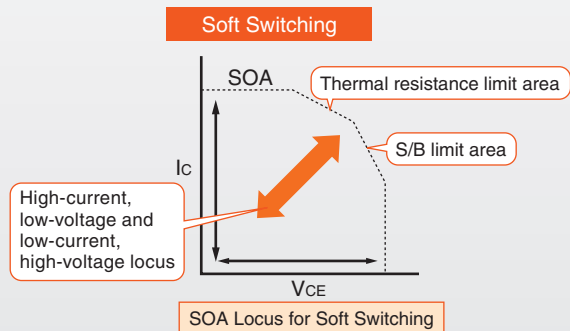 Soft Switching
SOA
Thermal resistance limit area
S/B limit area
IC
High-current,
low-voltage and
low-current,
high-voltage locus
VCE
SOA Locus for Soft Switching